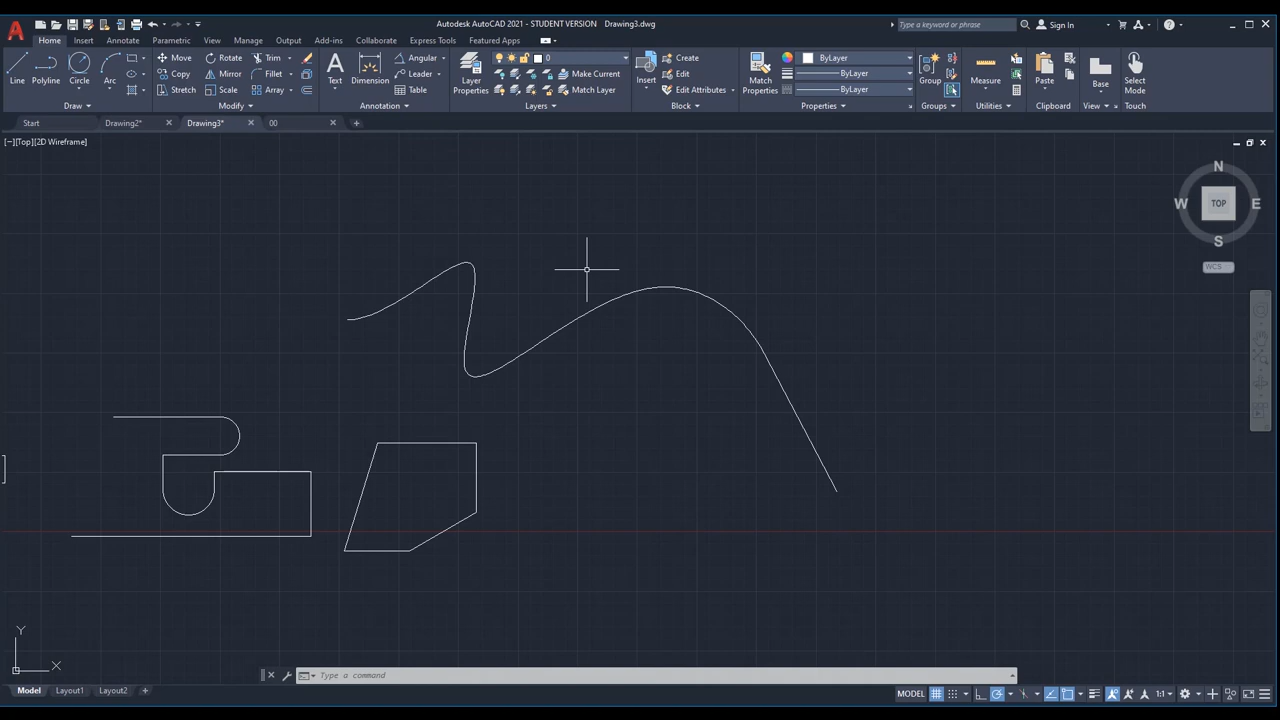 Autodesk AutoCAD 2021 - STUDENT VERSION Drawing3.dwg
Type a keyword or phrase
Sign In
Home Insert Annotate Parametric View Manage Output Add-ins Collaborate Express Tools Featured Apps
Line Polyline Circle Arc
Move Rotate Trim
Copy Mirror Fillet
Stretch Scale Array
Text Dimension
Angular
Leader
Table
Layer Properties
0
Make Current
Match Layer
Insert
Create
Edit
Edit Attributes
Match Properties
ByLayer
ByLayer
ByLayer
Group
Measure
Paste
Base
Select Mode
Draw Modify Annotation Layers Block Properties Groups Utilities Clipboard View Touch
Start Drawing2* Drawing3* 00
[−][Top][2D Wireframe]
N
W TOP E
S
WCS
Y
X
Type a command
Model Layout1 Layout2
MODEL
1:1